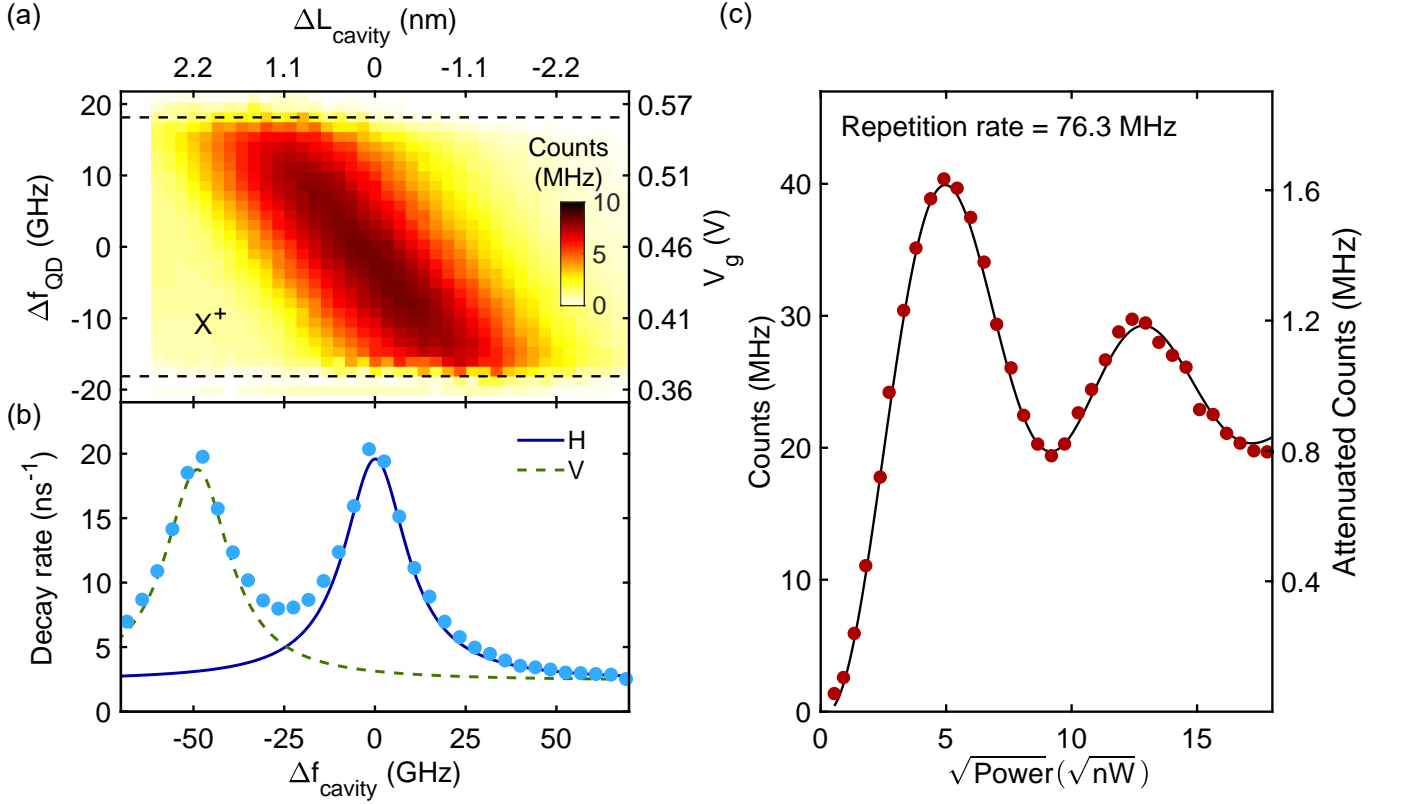 (a)
ΔL_cavity (nm)
2.2 1.1 0 -1.1 -2.2
20
10
0
-10
-20
Δf_QD (GHz)
0.57
0.51
0.46
0.41
0.36
V_g (V)
Counts
(MHz)
10
5
0
X^+
(b)
H
V
20
15
10
5
0
Decay rate (ns^-1)
-50 -25 0 25 50
Δf_cavity (GHz)
(c)
Repetition rate = 76.3 MHz
40
30
20
10
0
Counts (MHz)
1.6
1.2
0.8
0.4
Attenuated Counts (MHz)
0 5 10 15
√Power(√nW)